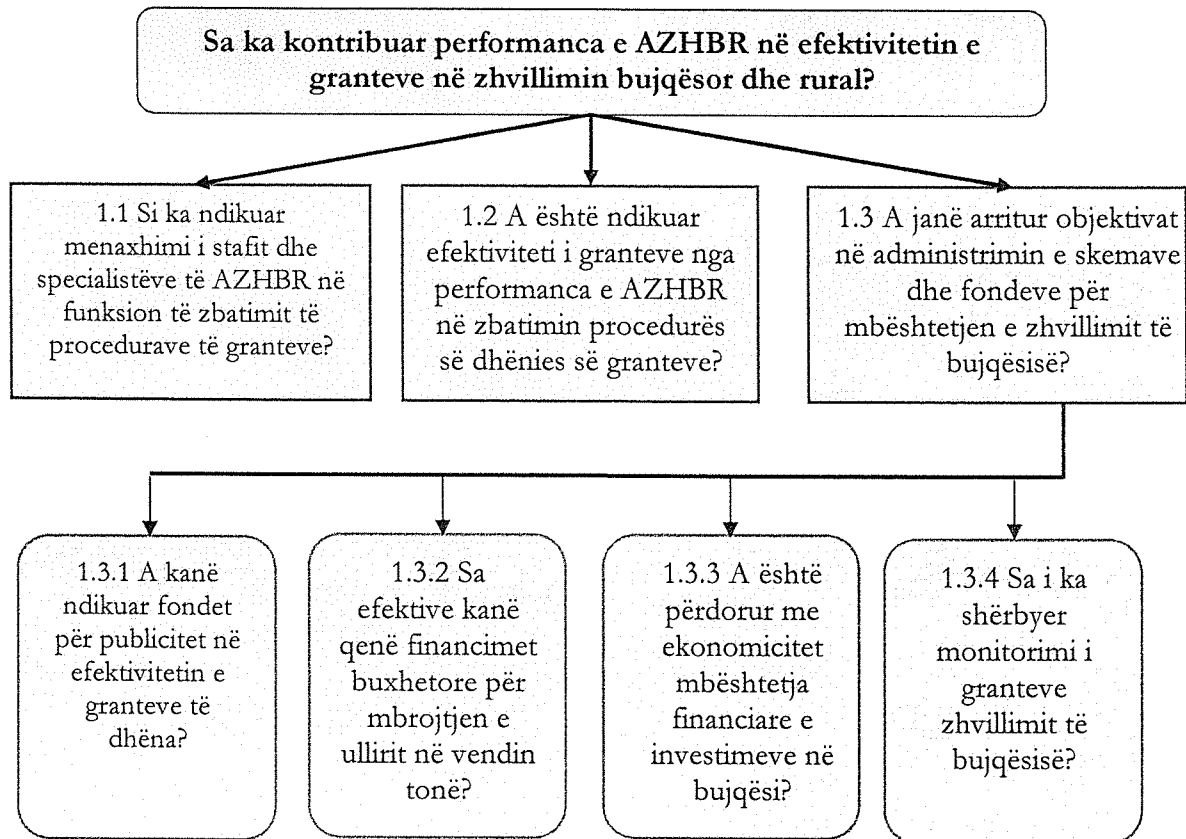 Sa ka kontribuar performanca e AZHBR në efektivitetin e
granteve në zhvillimin bujqësor dhe rural?
1.1 Si ka ndikuar
menaxhimi i stafit dhe
specialistëve të AZHBR në
funksion të zbatimit të
procedurave të granteve?
1.2 A është ndikuar
efektiviteti i granteve nga
performanca e AZHBR
në zbatimin procedurës
së dhënies së granteve?
1.3 A janë arritur objektivat
në administrimin e skemave
dhe fondeve për
mbështetjen e zhvillimit të
bujqësisë?
1.3.1 A kanë
ndikuar fondet
për publicitet në
efektivitetin e
granteve të
dhëna?
1.3.2 Sa
efektive kanë
qenë financimet
buxhetore për
mbrojtjen e
ullirit në vendin
tonë?
1.3.3 A është
përdorur me
ekonomicitet
mbështetja
financiare e
investimeve në
bujqësi?
1.3.4 Sa i ka
shërbyer
monitorimi i
granteve
zhvillimit të
bujqësisë?